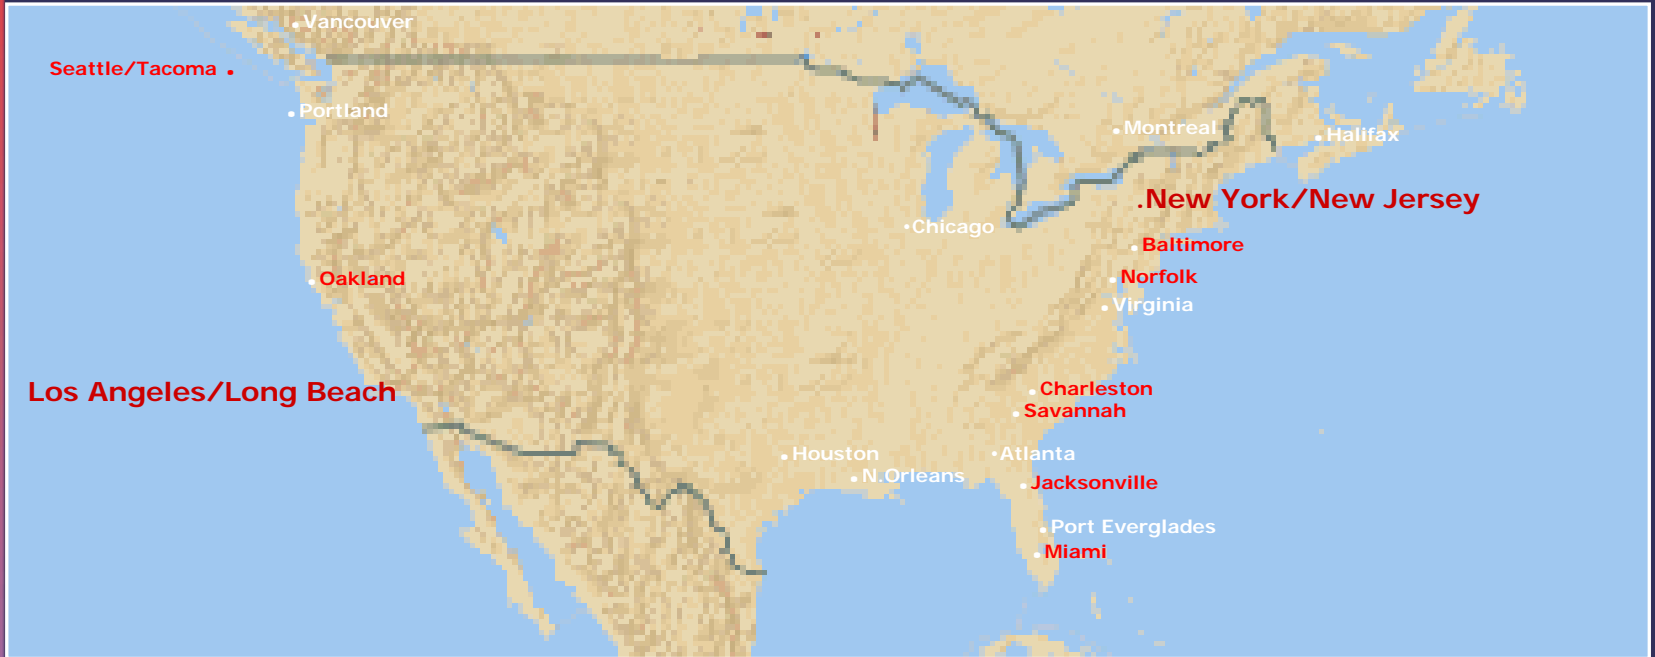 Vancouver
Seattle/Tacoma
Portland
Montreal
Halifax
New York/New Jersey
Chicago
Baltimore
Oakland
Norfolk
Virginia
Los Angeles/Long Beach
Charleston
Savannah
Houston
Atlanta
N.Orleans
Jacksonville
Port Everglades
Miami